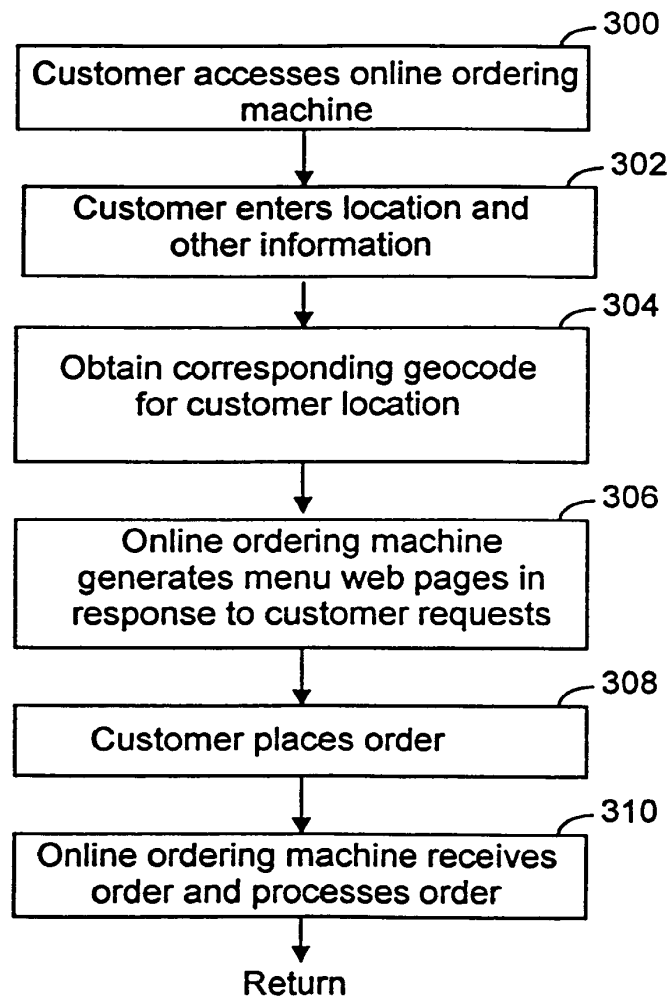 300
Customer accesses online ordering
machine
302
Customer enters location and
other information
304
Obtain corresponding geocode
for customer location
306
Online ordering machine
generates menu web pages in
response to customer requests
308
Customer places order
310
Online ordering machine receives
order and processes order
Return